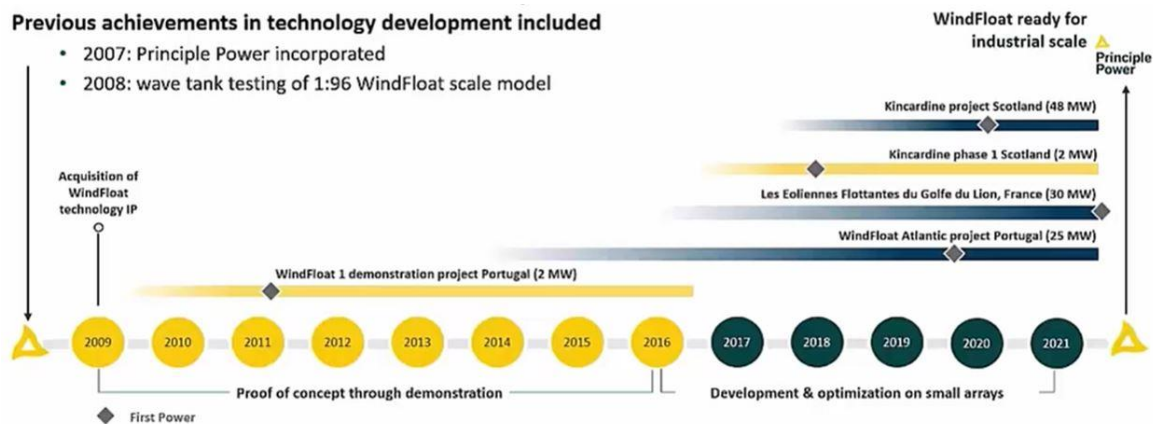 Previous achievements in technology development included
• 2007: Principle Power incorporated
• 2008: wave tank testing of 1:96 WindFloat scale model
WindFloat ready for
industrial scale
Principle
Power
Kincardine project Scotland (48 MW)
Kincardine phase 1 Scotland (2 MW)
Les Eoliennes Flottantes du Golfe du Lion, France (30 MW)
WindFloat Atlantic project Portugal (25 MW)
Acquisition of
WindFloat
technology IP
WindFloat 1 demonstration project Portugal (2 MW)
2009 2010 2011 2012 2013 2014 2015 2016 2017 2018 2019 2020 2021
Proof of concept through demonstration
Development & optimization on small arrays
First Power